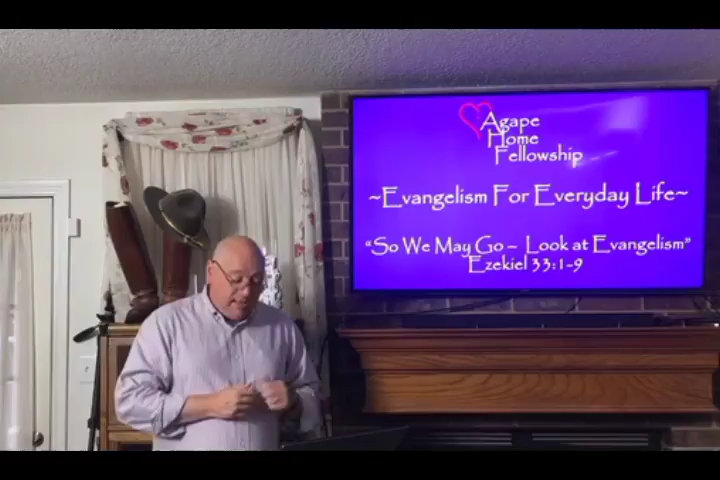 Agape
Home
Fellowship
~Evangelism For Everyday Life~
“So We May Go – Look at Evangelism”
Ezekiel 33:1-9